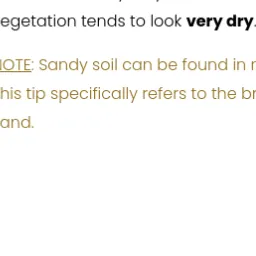 egetation tends to look very dry.
NOTE: Sandy soil can be found in
his tip specifically refers to the br
and.